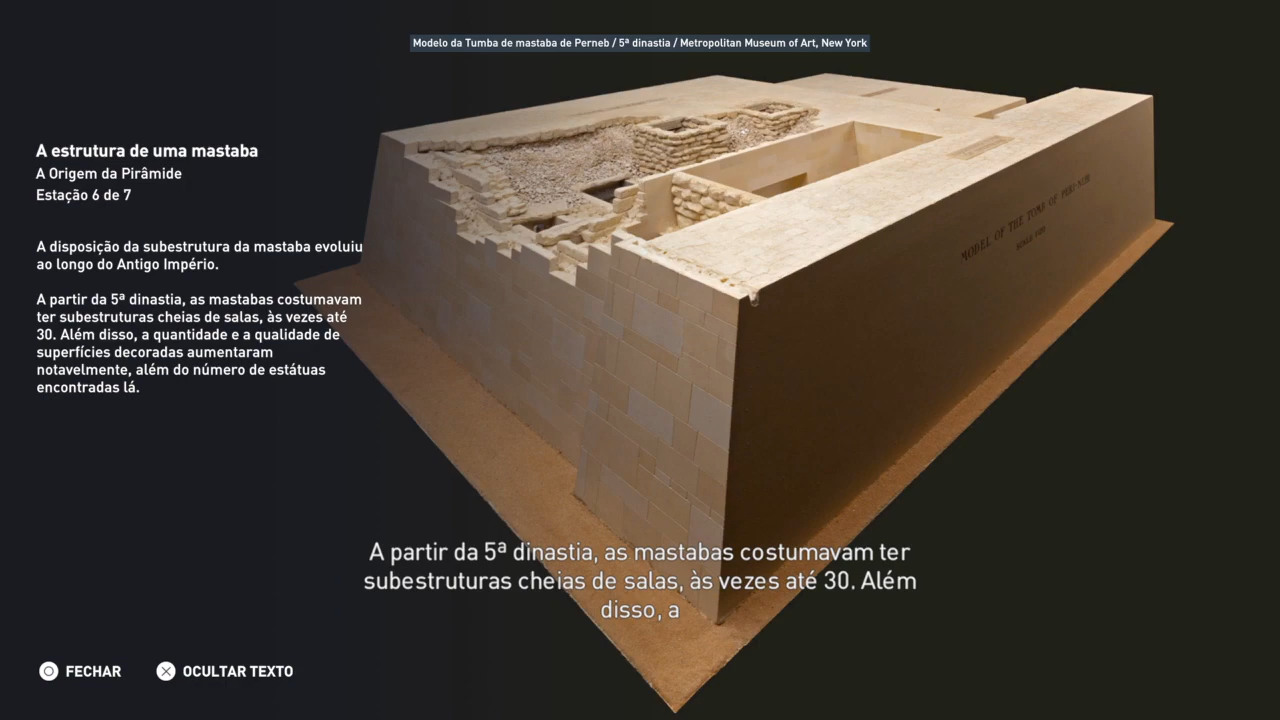 Modelo da Tumba de mastaba de Perneb / 5ª dinastia / Metropolitan Museum of Art, New York
A estrutura de uma mastaba
A Origem da Pirâmide
Estação 6 de 7
A disposição da subestrutura da mastaba evoluiu
ao longo do Antigo Império.
A partir da 5ª dinastia, as mastabas costumavam
ter subestruturas cheias de salas, às vezes até
30. Além disso, a quantidade e a qualidade de
superfícies decoradas aumentaram
notavelmente, além do número de estátuas
encontradas lá.
MODEL OF THE TOMB OF PERI-NEB
A partir da 5ª dinastia, as mastabas costumavam ter
subestruturas cheias de salas, às vezes até 30. Além
disso, a
FECHAR
OCULTAR TEXTO